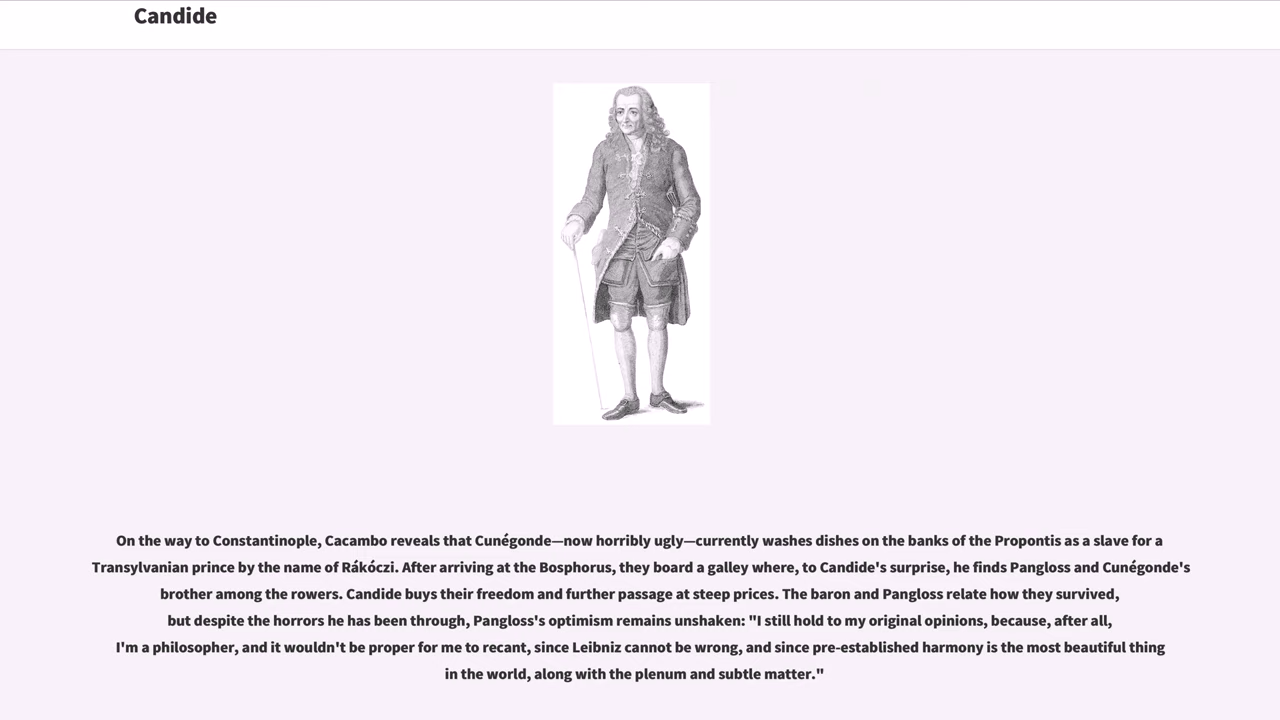 Candide
On the way to Constantinople, Cacambo reveals that Cunégonde—now horribly ugly—currently washes dishes on the banks of the Propontis as a slave for a
Transylvanian prince by the name of Rákóczi. After arriving at the Bosphorus, they board a galley where, to Candide's surprise, he finds Pangloss and Cunégonde's
brother among the rowers. Candide buys their freedom and further passage at steep prices. The baron and Pangloss relate how they survived,
but despite the horrors he has been through, Pangloss's optimism remains unshaken: "I still hold to my original opinions, because, after all,
I'm a philosopher, and it wouldn't be proper for me to recant, since Leibniz cannot be wrong, and since pre-established harmony is the most beautiful thing
in the world, along with the plenum and subtle matter."